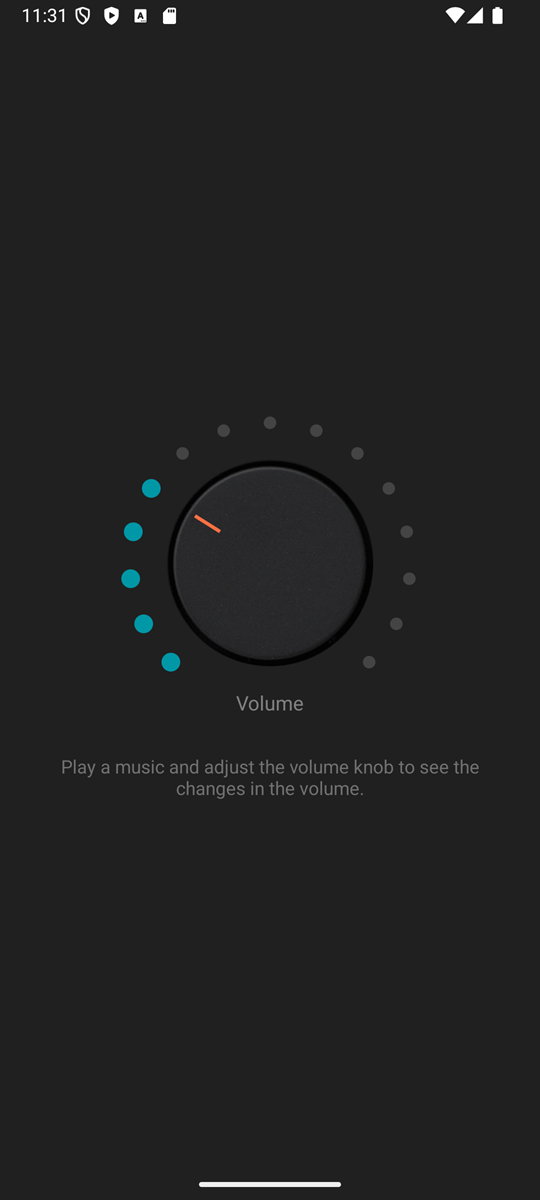 11:31
Volume
Play a music and adjust the volume knob to see the
changes in the volume.